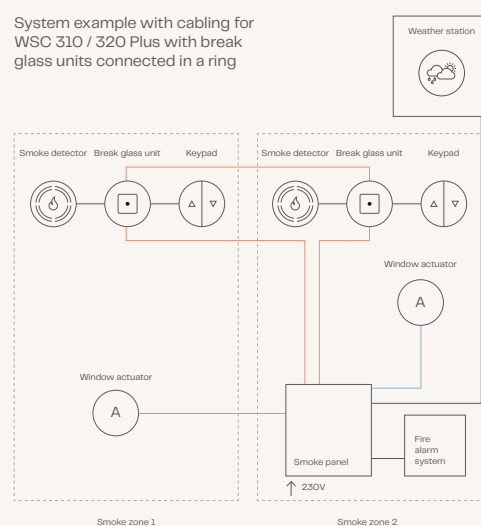 System example with cabling for
WSC 310 / 320 Plus with break
glass units connected in a ring
Weather station
Smoke detector Break glass unit Keypad
Smoke detector Break glass unit Keypad
Window actuator
A
Window actuator
A
Fire
alarm
system
Smoke panel
230V
Smoke zone 1
Smoke zone 2